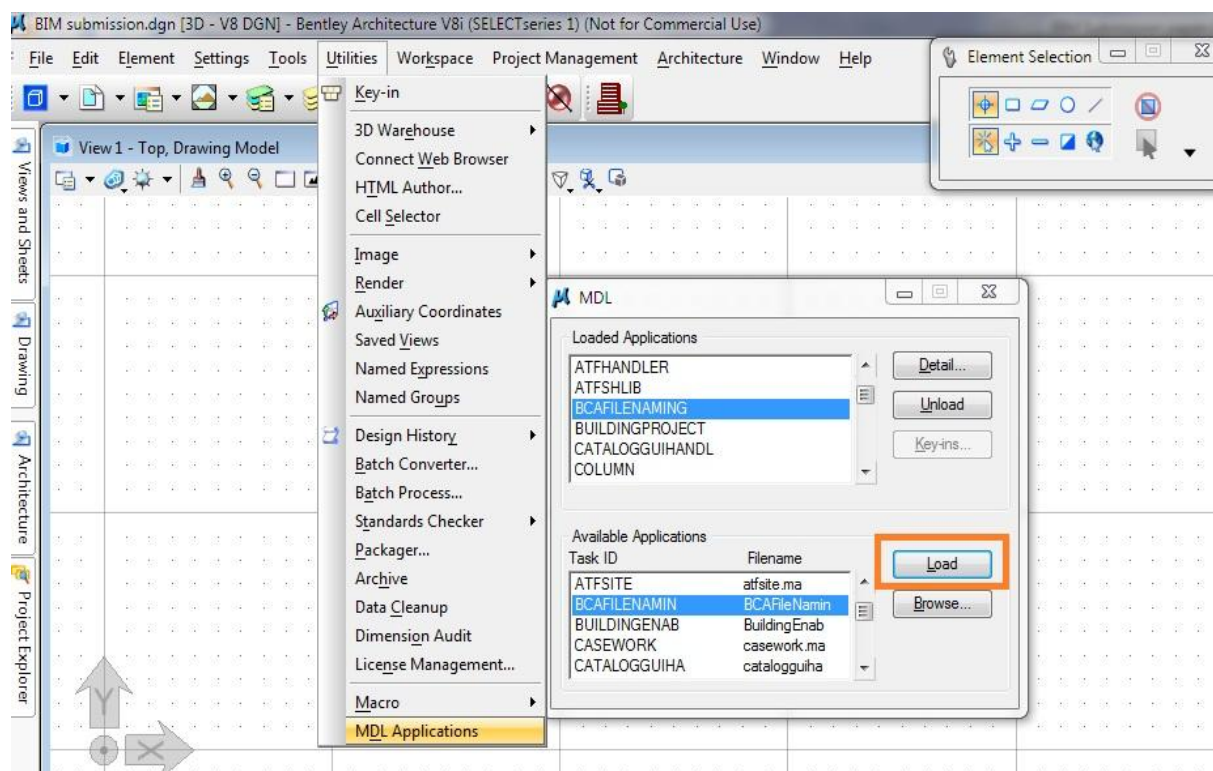 BIM submission.dgn [3D - V8 DGN] - Bentley Architecture V8i (SELECTseries 1) (Not for Commercial Use)
File Edit Element Settings Tools Utilities Workspace Project Management Architecture Window Help
Element Selection
View 1 - Top, Drawing Model
Views and Sheets
Drawing
Architecture
Project Explorer
Key-in
3D Warehouse
Connect Web Browser
HTML Author...
Cell Selector
Image
Render
Auxiliary Coordinates
Saved Views
Named Expressions
Named Groups
Design History
Batch Converter...
Batch Process...
Standards Checker
Packager...
Archive
Data Cleanup
Dimension Audit
License Management...
Macro
MDL Applications
MDL
Loaded Applications
ATFHANDLER
ATFSHLIB
BCAFILENAMING
BUILDINGPROJECT
CATALOGGUIHANDL
COLUMN
Detail...
Unload
Key-ins...
Available Applications
Task ID Filename
ATFSITE atfsite.ma
BCAFILENAMIN BCAFileNamin
BUILDINGENAB BuildingEnab
CASEWORK casework.ma
CATALOGGUIHA catalogguiha
Load
Browse...
Y
X